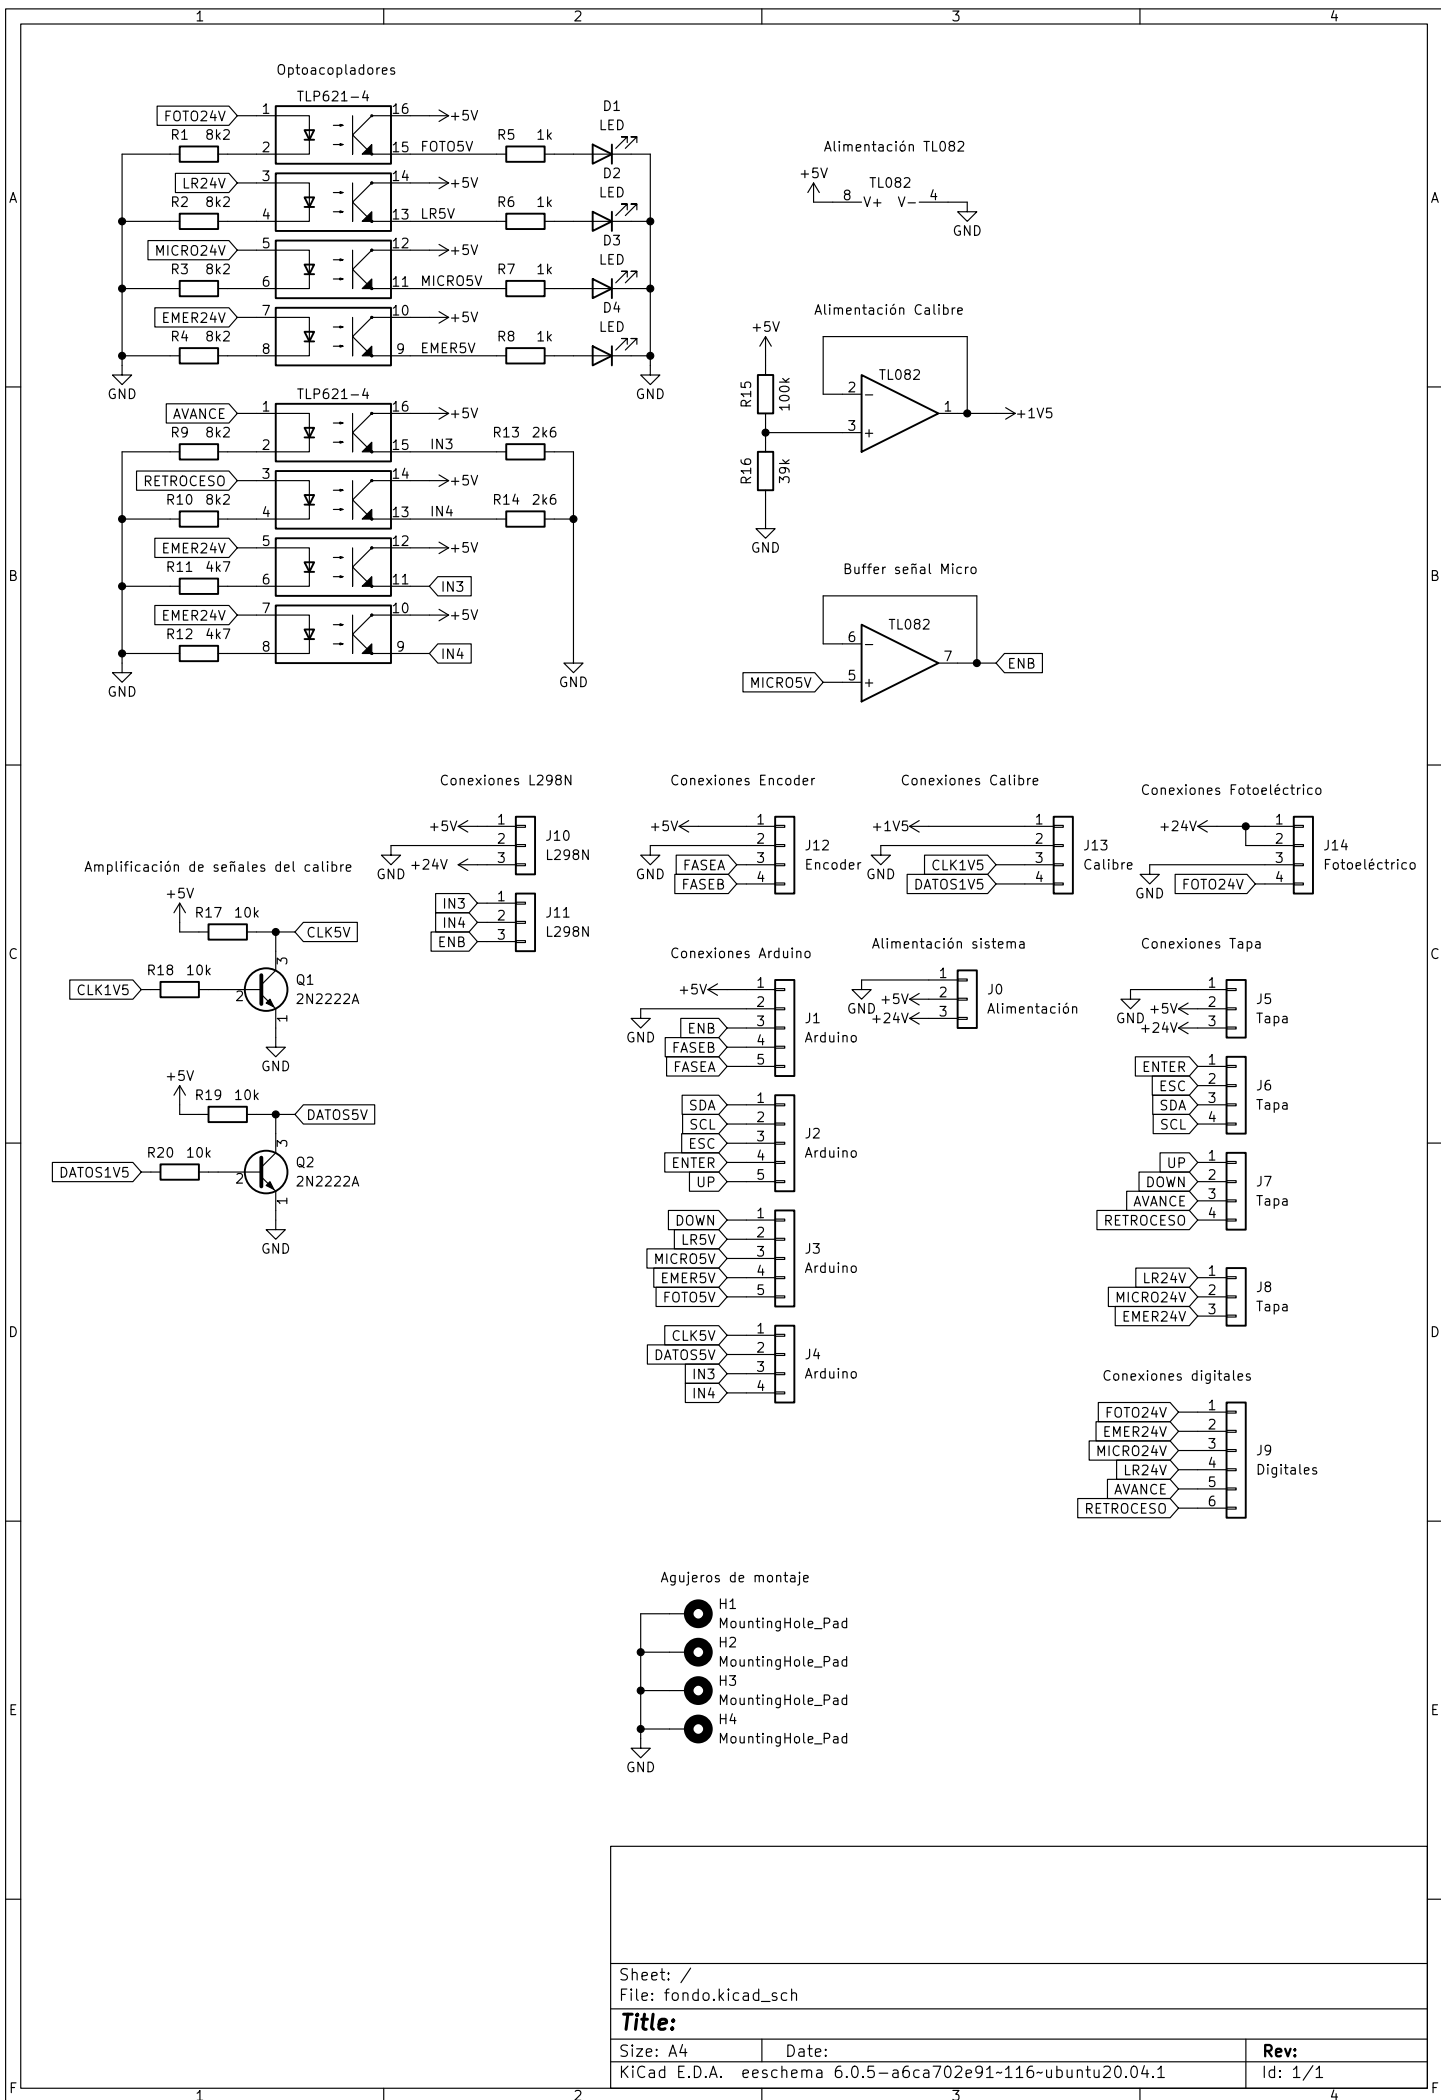 1 2 3 4
Optoacopladores
TLP621-4
FOTO24V 1 16 +5V
R1 8k2 2 15 FOTO5V R5 1k D1 LED
LR24V 3 14 +5V
R2 8k2 4 13 LR5V R6 1k D2 LED
MICRO24V 5 12 +5V
R3 8k2 6 11 MICRO5V R7 1k D3 LED
EMER24V 7 10 +5V
R4 8k2 8 9 EMER5V R8 1k D4 LED
GND GND
TLP621-4
AVANCE 1 16 +5V
R9 8k2 2 15 IN3 R13 2k6
RETROCESO 3 14 +5V
R10 8k2 4 13 IN4 R14 2k6
EMER24V 5 12 +5V
R11 4k7 6 11 IN3
EMER24V 7 10 +5V
R12 4k7 8 9 IN4
GND GND
Alimentación TL082
+5V
TL082
8 V+ V- 4
GND
Alimentación Calibre
+5V
R15 100k
R16 39k
GND
TL082
2 -
3 +
1 +1V5
Buffer señal Micro
TL082
6 -
MICRO5V 5 +
7 ENB
A A
B B
Amplificación de señales del calibre
+5V
R17 10k
CLK5V
CLK1V5 R18 10k 2 3 1
Q1
2N2222A
GND
+5V
R19 10k
DATOS5V
DATOS1V5 R20 10k 2 3 1
Q2
2N2222A
GND
Conexiones L298N
+5V 1
GND 2
+24V 3
J10
L298N
IN3 1
IN4 2
ENB 3
J11
L298N
Conexiones Encoder
+5V 1
GND 2
FASEA 3
FASEB 4
J12
Encoder
Conexiones Calibre
+1V5 1
GND 2
CLK1V5 3
DATOS1V5 4
J13
Calibre
Conexiones Fotoeléctrico
+24V 1
2
GND 3
FOTO24V 4
J14
Fotoeléctrico
C C
Conexiones Arduino
+5V 1
GND 2
ENB 3
FASEB 4
FASEA 5
J1
Arduino
SDA 1
SCL 2
ESC 3
ENTER 4
UP 5
J2
Arduino
DOWN 1
LR5V 2
MICRO5V 3
EMER5V 4
FOTO5V 5
J3
Arduino
CLK5V 1
DATOS5V 2
IN3 3
IN4 4
J4
Arduino
Alimentación sistema
GND 1
+5V 2
+24V 3
J0
Alimentación
Conexiones Tapa
GND 1
+5V 2
+24V 3
J5
Tapa
ENTER 1
ESC 2
SDA 3
SCL 4
J6
Tapa
UP 1
DOWN 2
AVANCE 3
RETROCESO 4
J7
Tapa
LR24V 1
MICRO24V 2
EMER24V 3
J8
Tapa
D D
Conexiones digitales
FOTO24V 1
EMER24V 2
MICRO24V 3
LR24V 4
AVANCE 5
RETROCESO 6
J9
Digitales
Agujeros de montaje
H1
MountingHole_Pad
H2
MountingHole_Pad
H3
MountingHole_Pad
H4
MountingHole_Pad
GND
E E
Sheet: /
File: fondo.kicad_sch
Title:
Size: A4 Date: Rev:
KiCad E.D.A. eeschema 6.0.5-a6ca702e91~116~ubuntu20.04.1 Id: 1/1
F F
1 2 3 4